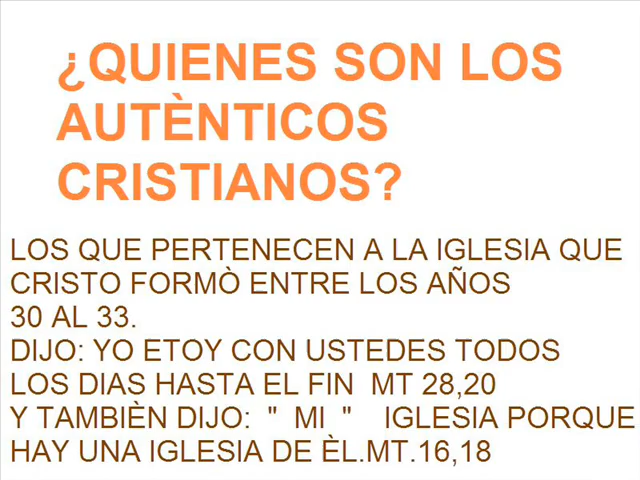 ¿QUIENES SON LOS
AUTÈNTICOS
CRISTIANOS?
LOS QUE PERTENECEN A LA IGLESIA QUE
CRISTO FORMÒ ENTRE LOS AÑOS
30 AL 33.
DIJO: YO ETOY CON USTEDES TODOS
LOS DIAS HASTA EL FIN  MT 28,20
Y TAMBIÈN DIJO:  " MI "    IGLESIA PORQUE
HAY UNA IGLESIA DE ÈL.MT.16,18